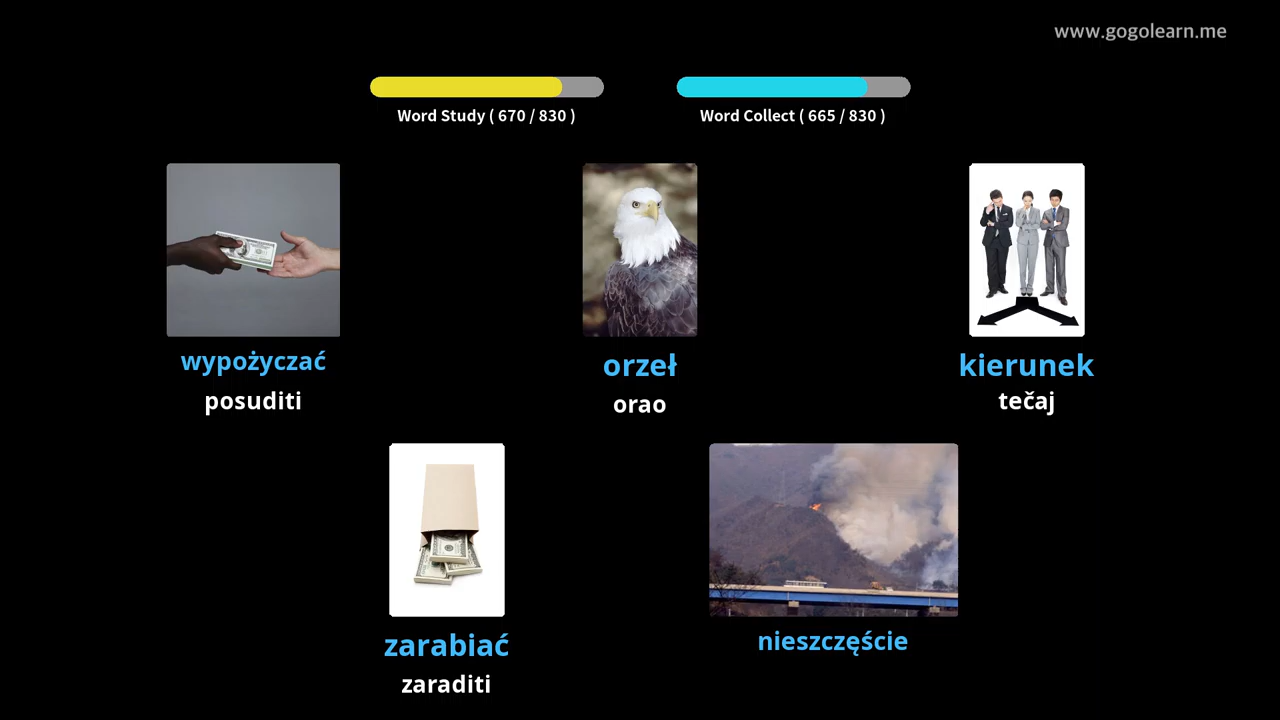 www.gogolearn.me
Word Study ( 670 / 830 )
Word Collect ( 665 / 830 )
wypożyczać
posuditi
orzeł
orao
kierunek
tečaj
zarabiać
zaraditi
nieszczęście